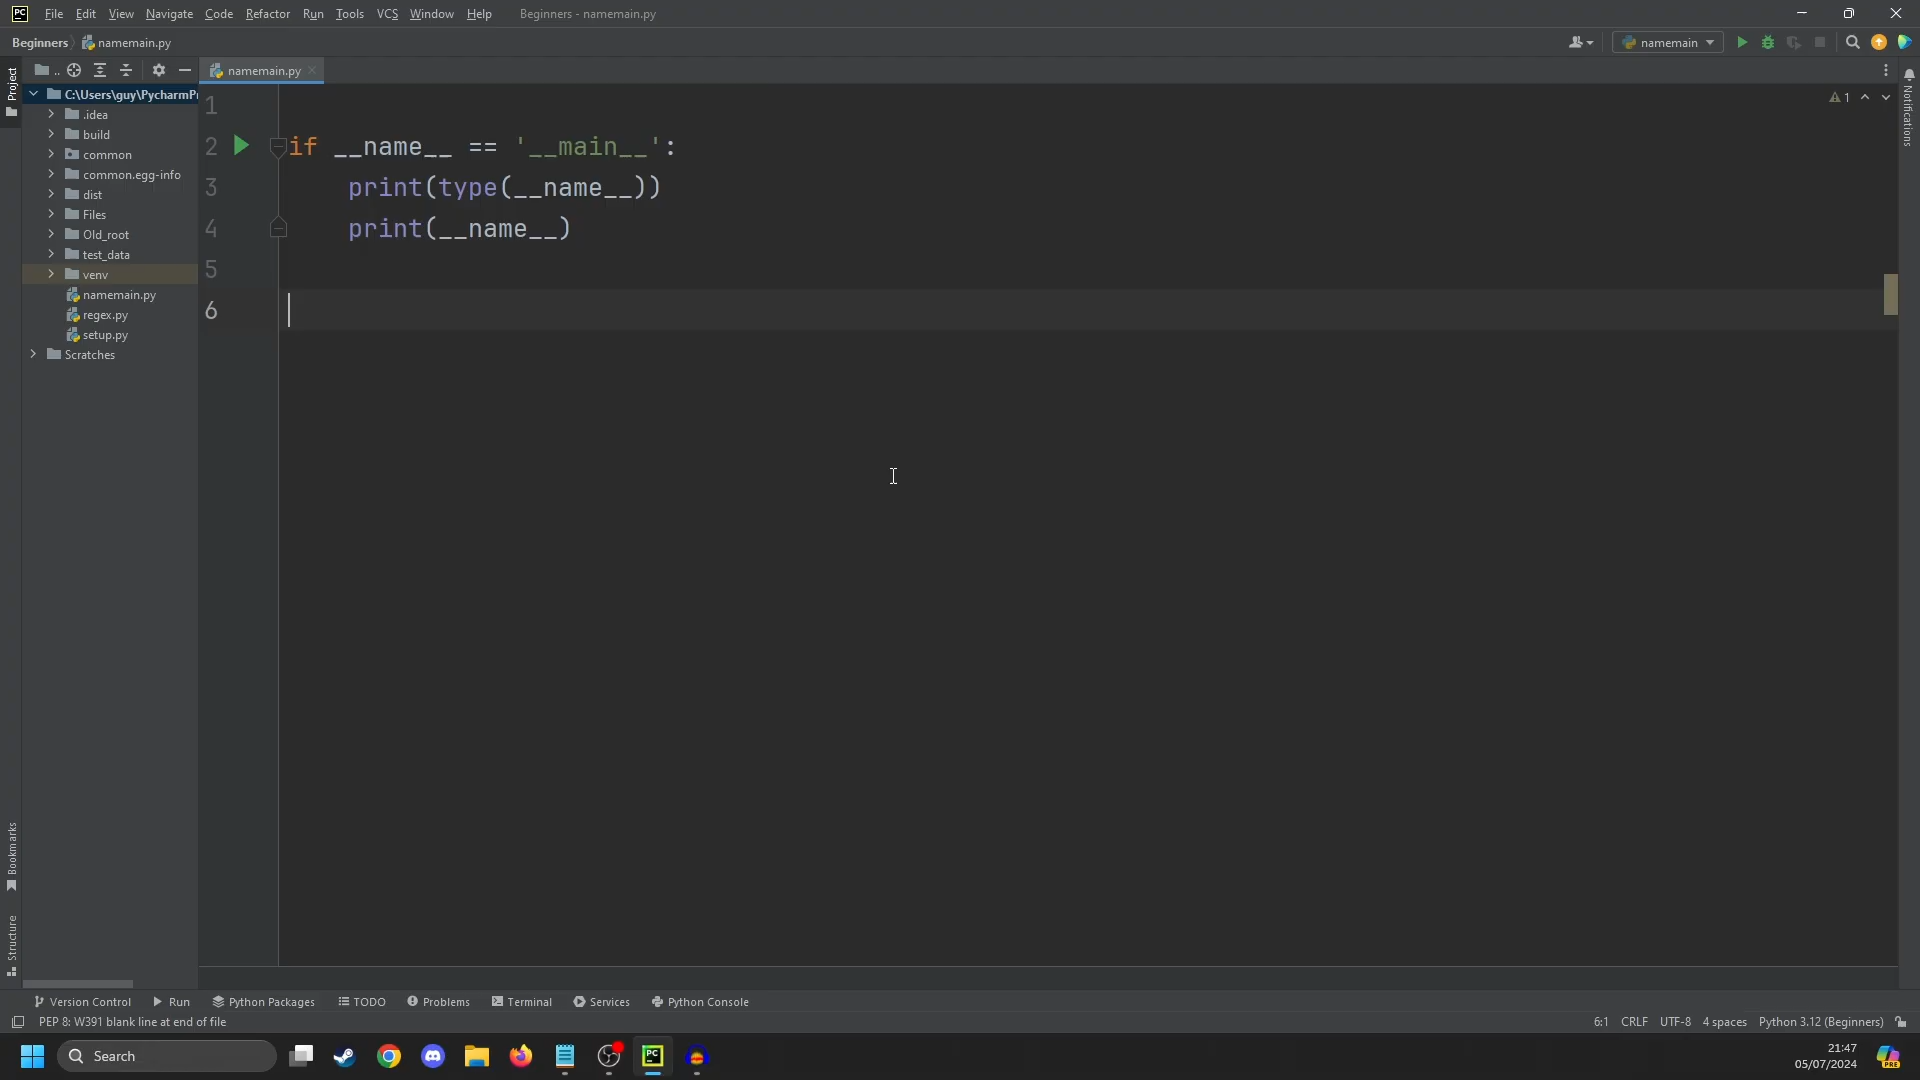 PC File Edit View Navigate Code Refactor Run Tools VCS Window Help Beginners - namemain.py
Beginners namemain.py namemain
Project .. namemain.py
C:\Users\guy\PycharmPr
.idea
build
common
common.egg-info
dist
Files
Old_root
test_data
venv
namemain.py
regex.py
setup.py
Scratches
1
2 if __name__ == '__main__':
3 print(type(__name__))
4 print(__name__)
5
6
1
Notifications
Bookmarks
Structure
Version Control Run Python Packages TODO Problems Terminal Services Python Console
PEP 8: W391 blank line at end of file 6:1 CRLF UTF-8 4 spaces Python 3.12 (Beginners)
Search PC 21:47
05/07/2024
PRE